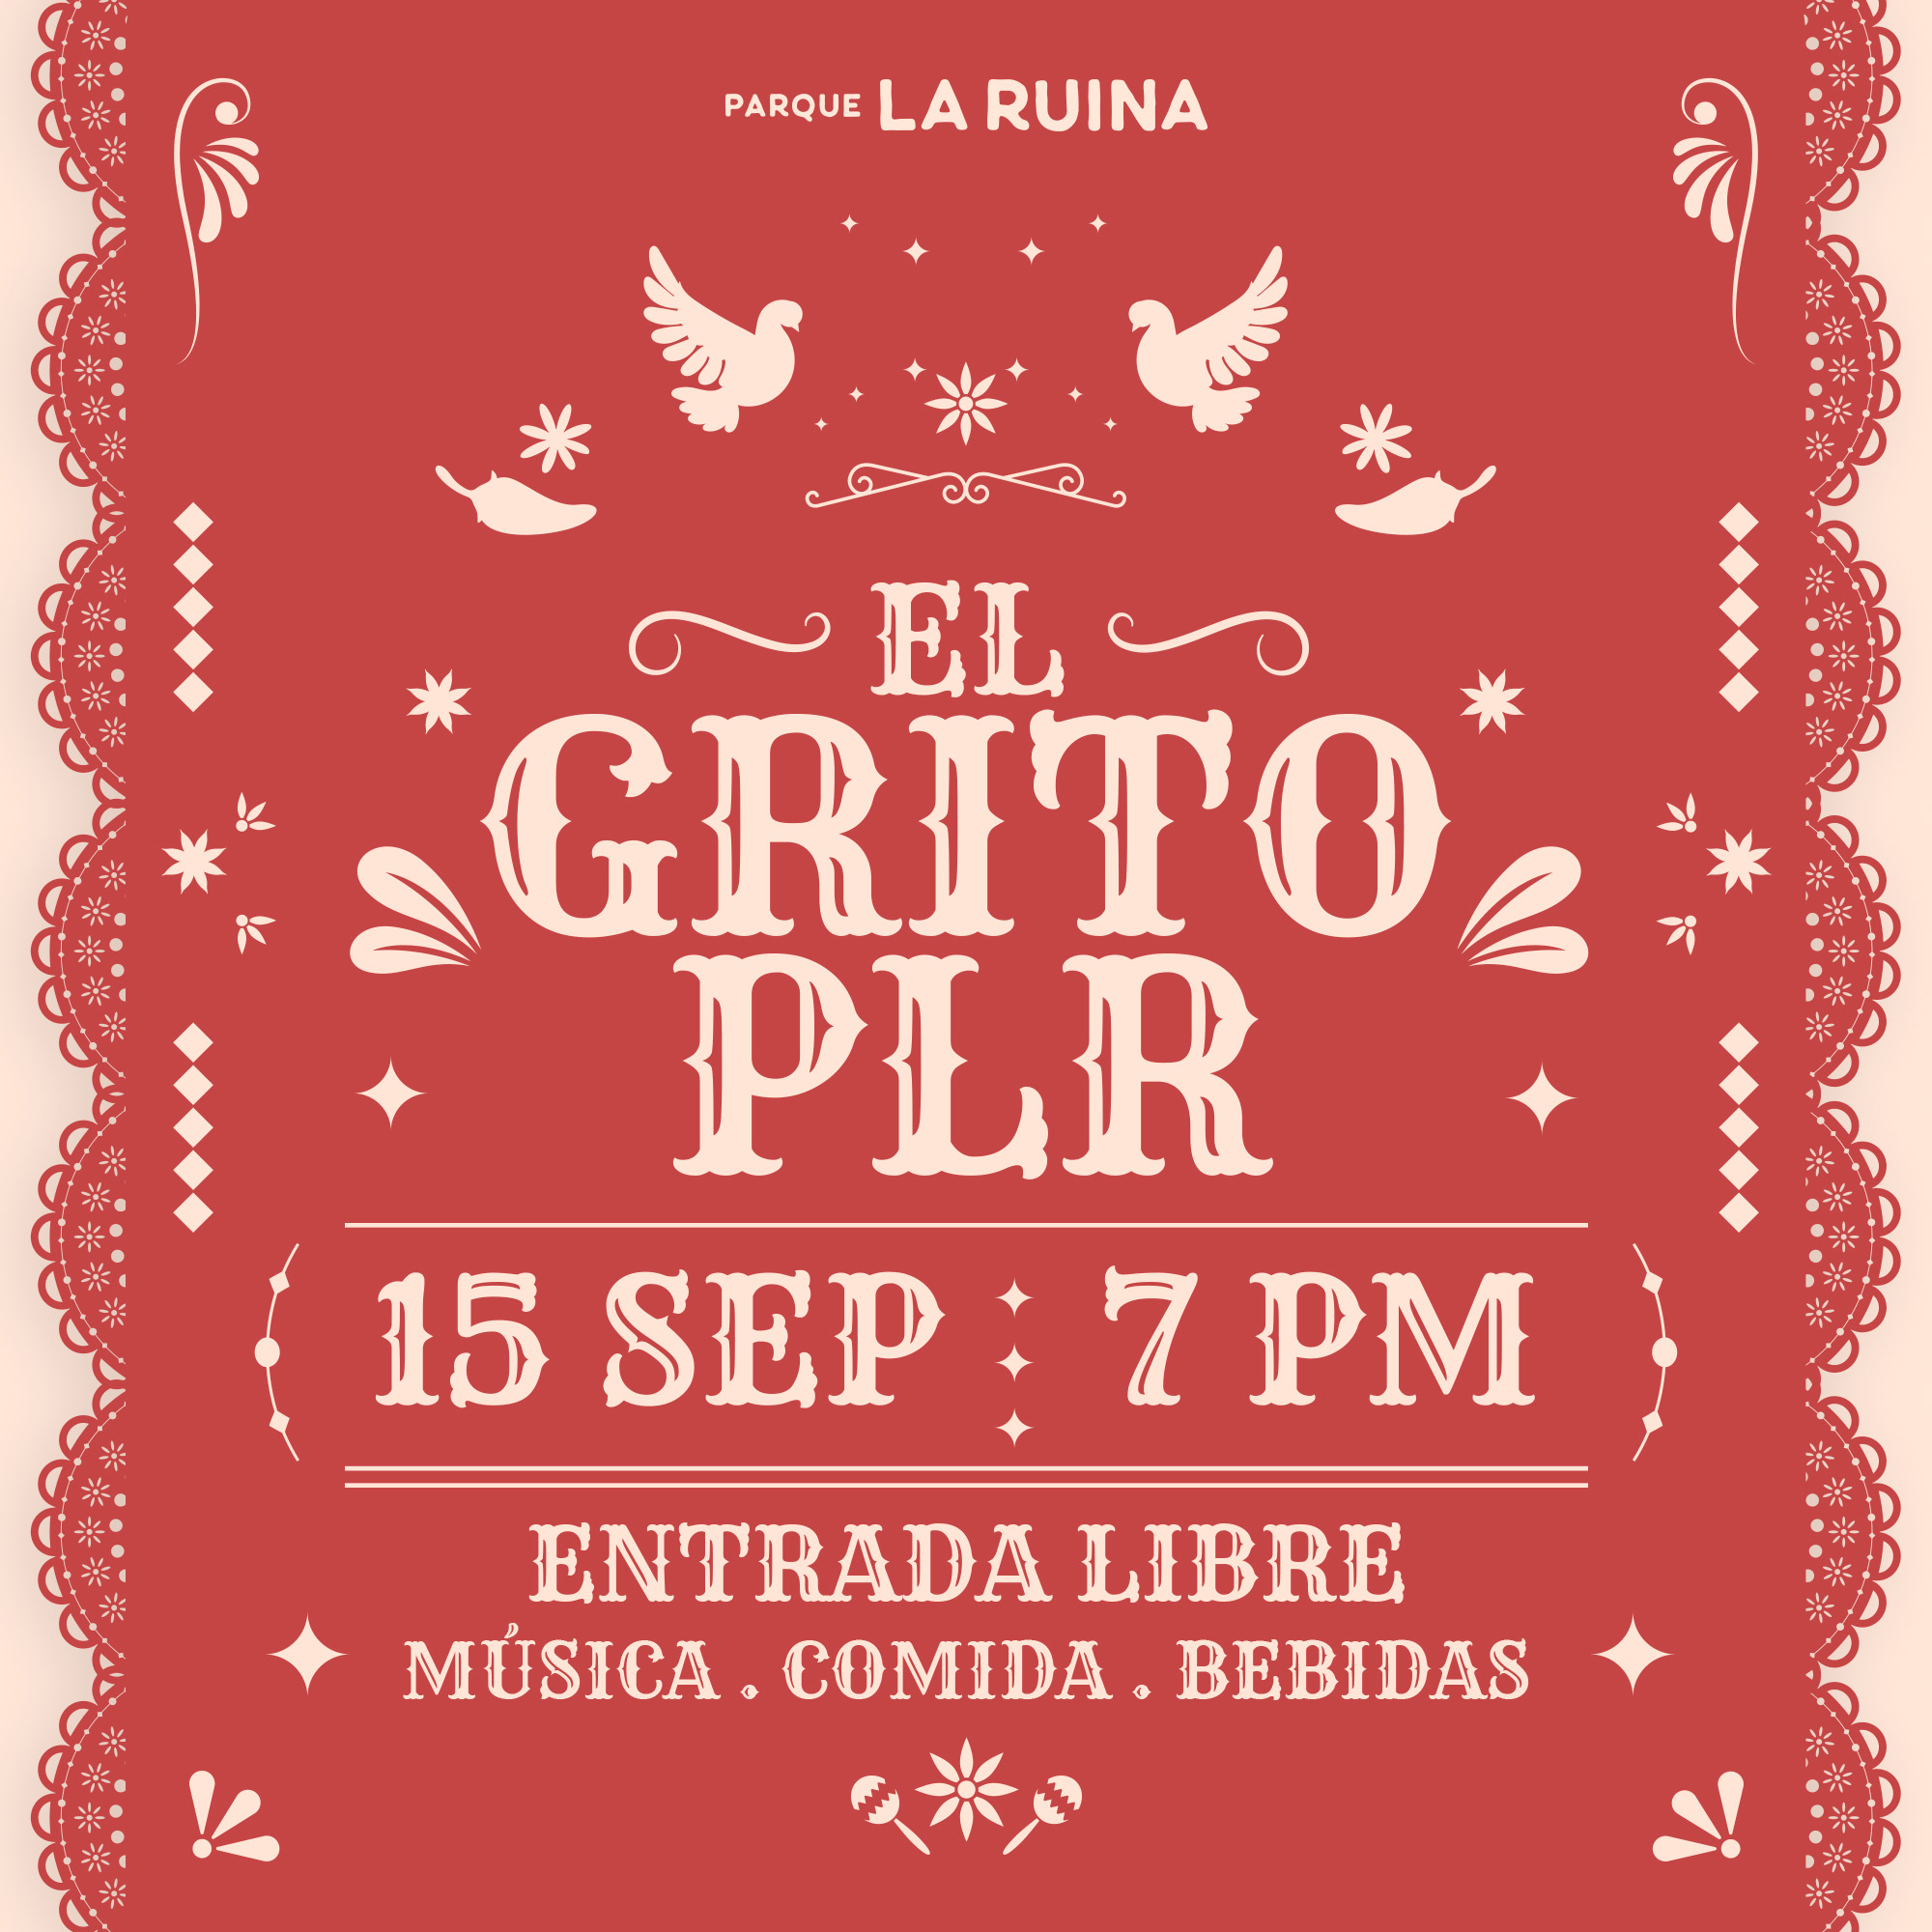 PARQUE LA RUINA
EL
GRITO
PLR
15 SEP 7 PM
ENTRADA LIBRE
MÚSICA . COMIDA . BEBIDAS